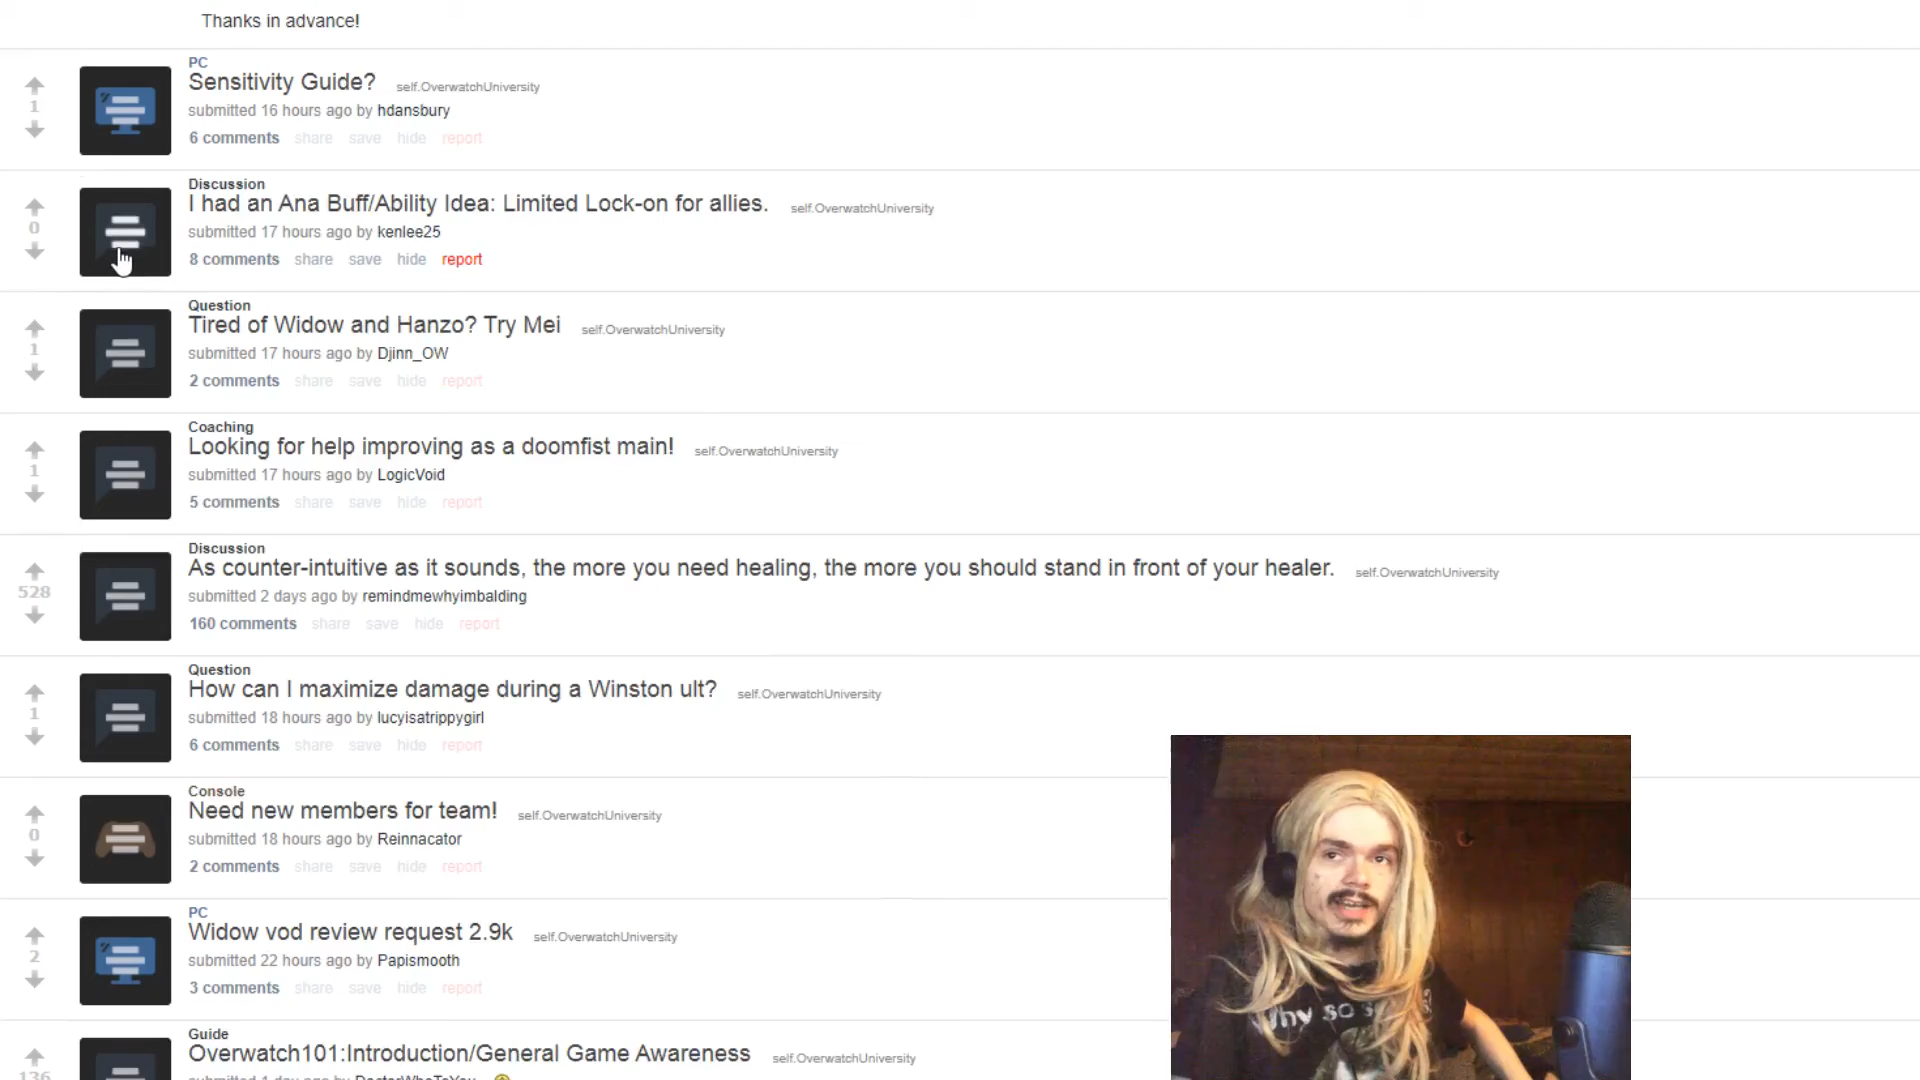 Thanks in advance!
PC
Sensitivity Guide? self.OverwatchUniversity
submitted 16 hours ago by hdansbury
6 comments share save hide report
1
Discussion
I had an Ana Buff/Ability Idea: Limited Lock-on for allies. self.OverwatchUniversity
submitted 17 hours ago by kenlee25
8 comments share save hide report
0
Question
Tired of Widow and Hanzo? Try Mei self.OverwatchUniversity
submitted 17 hours ago by Djinn_OW
2 comments share save hide report
1
Coaching
Looking for help improving as a doomfist main! self.OverwatchUniversity
submitted 17 hours ago by LogicVoid
5 comments share save hide report
1
Discussion
As counter-intuitive as it sounds, the more you need healing, the more you should stand in front of your healer. self.OverwatchUniversity
submitted 2 days ago by remindmewhyimbalding
160 comments share save hide report
528
Question
How can I maximize damage during a Winston ult? self.OverwatchUniversity
submitted 18 hours ago by lucyisatrippygirl
6 comments share save hide report
1
Console
Need new members for team! self.OverwatchUniversity
submitted 18 hours ago by Reinnacator
2 comments share save hide report
0
PC
Widow vod review request 2.9k self.OverwatchUniversity
submitted 22 hours ago by Papismooth
3 comments share save hide report
2
Guide
Overwatch101:Introduction/General Game Awareness self.OverwatchUniversity
submitted 1 day ago by DoctorWhoToYou
136
Why so